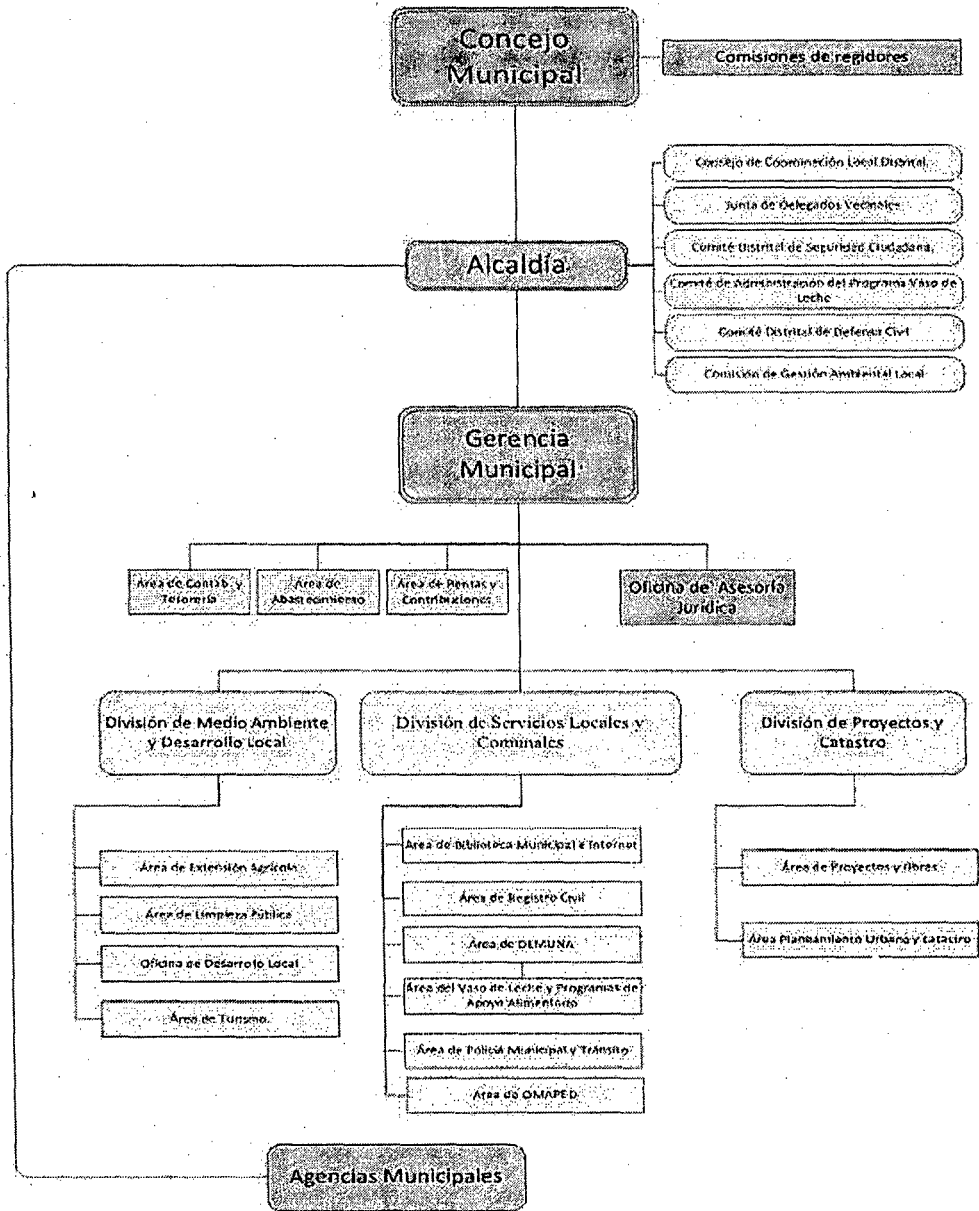 Concejo
Municipal
Comisiones de regidores
Concejo de Coordinación Local Distrital
Junta de Delegados Vecinales
Comité Distrital de Seguridad Ciudadana.
Alcaldía
Comité de Administración del Programa Vaso de
Leche
Comité Distrital de Defensa Civil
Comisión de Gestión Ambiental Local
Gerencia
Municipal
Área de Contab. y
Tesorería
Área de
Abastecimiento
Área de Rentas y
Contribuciones
Oficina de Asesoría
Jurídica
División de Medio Ambiente
y Desarrollo Local
División de Servicios Locales y
Comunales
División de Proyectos y
Catastro
Área de Extensión Agrícola
Área de Limpieza Pública
Oficina de Desarrollo Local
Área de Turismo.
Área de Biblioteca Municipal e Internet
Área de Registro Civil
Área de DEMUNA
Área del Vaso de Leche y Programas de
Apoyo Alimentario
Área de Policía Municipal y Tránsito
Área de OMAPED
Área de Proyectos y Obras
Área Planeamiento Urbano y Catastro
Agencias Municipales